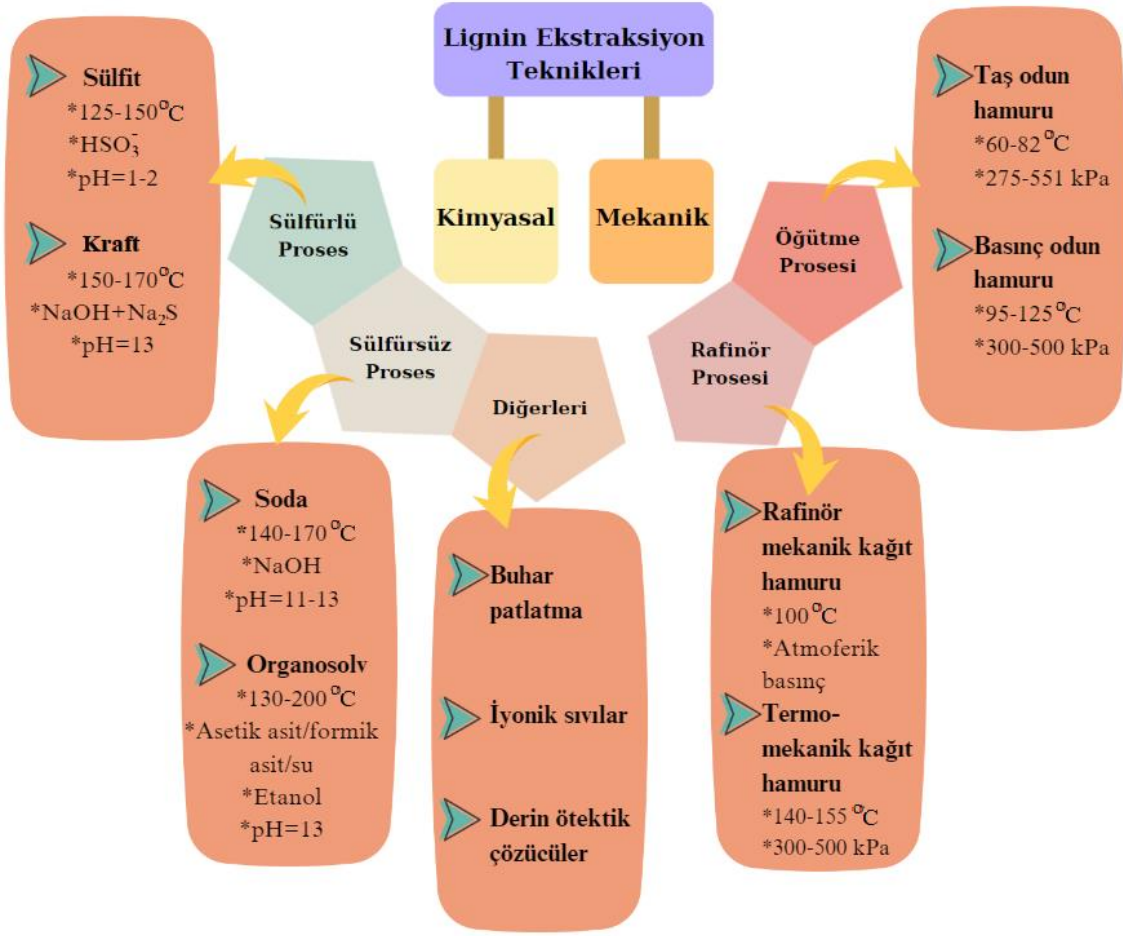 Lignin Ekstraksiyon
Teknikleri
Kimyasal
Mekanik
Sülfürlü
Proses
Sülfit
*125-150°C
*HSO₃⁻
*pH=1-2
Kraft
*150-170°C
*NaOH+Na₂S
*pH=13
Sülfürsüz
Proses
Soda
*140-170°C
*NaOH
*pH=11-13
Organosolv
*130-200°C
*Asetik asit/formik
asit/su
*Etanol
*pH=13
Diğerleri
Buhar
patlatma
İyonik sıvılar
Derin ötektik
çözücüler
Öğütme
Prosesi
Taş odun
hamuru
*60-82°C
*275-551 kPa
Basınç odun
hamuru
*95-125°C
*300-500 kPa
Rafinör
Prosesi
Rafinör
mekanik kağıt
hamuru
*100°C
*Atmoferik
basınç
Termo-
mekanik kağıt
hamuru
*140-155°C
*300-500 kPa